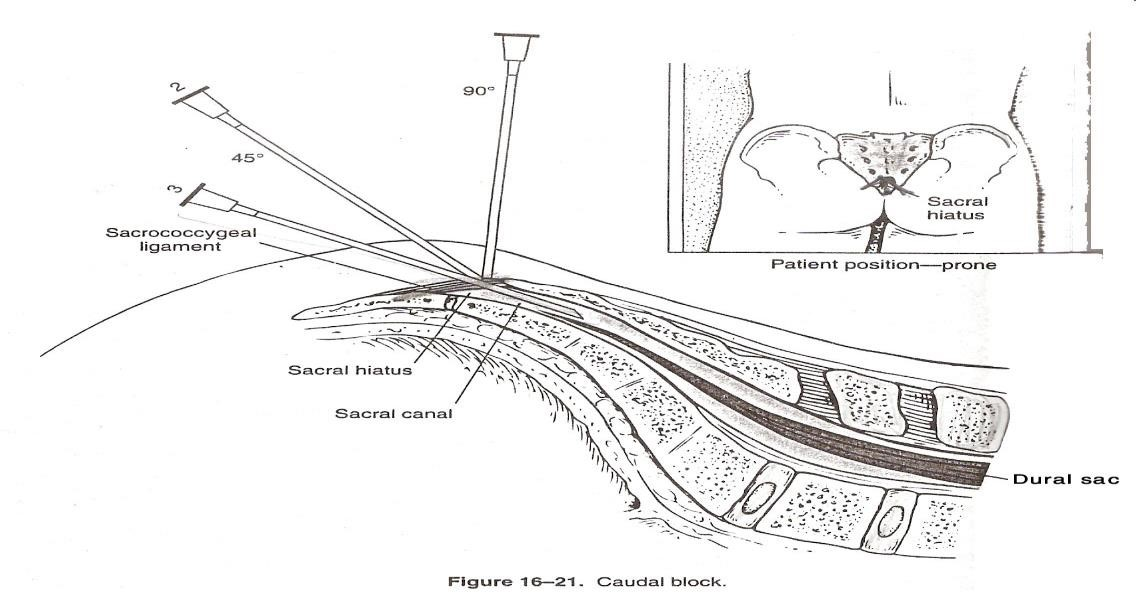 90°
2
45°
3
Sacrococcygeal
ligament
Sacral hiatus
Sacral canal
Dural sac
Sacral
hiatus
Patient position—prone
Figure 16–21. Caudal block.